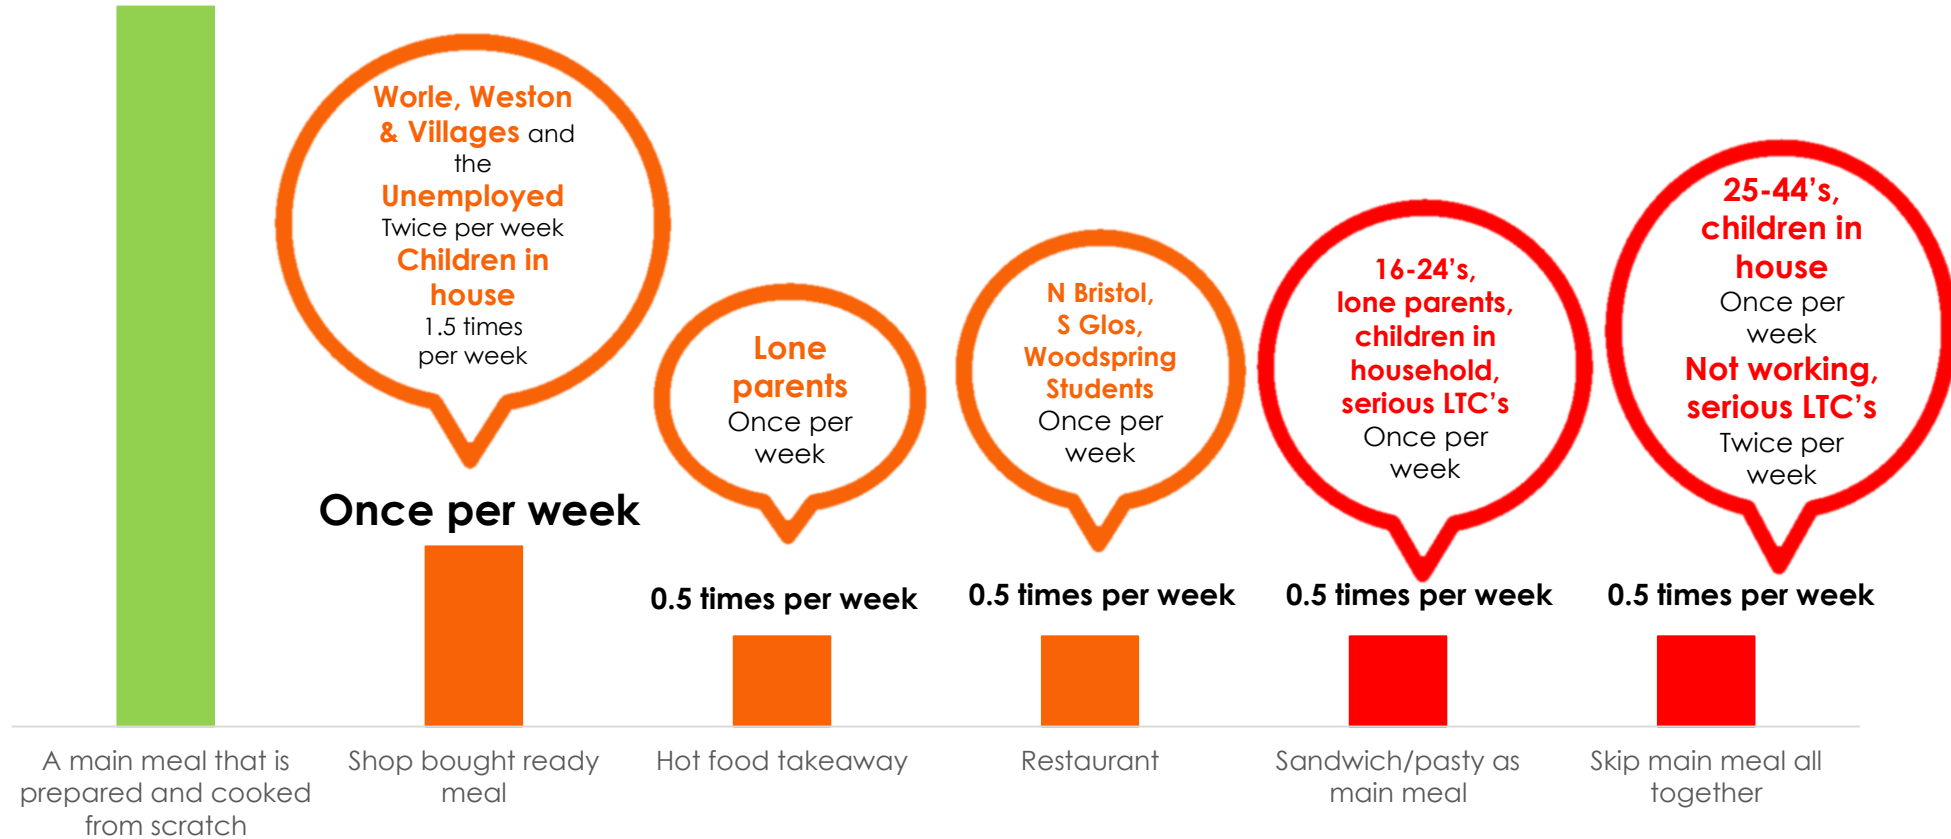 Worle, Weston
& Villages and
the
Unemployed
Twice per week
Children in
house
1.5 times
per week
Once per week
Lone
parents
Once per
week
0.5 times per week
N Bristol,
S Glos,
Woodspring
Students
Once per
week
0.5 times per week
16-24's,
lone parents,
children in
household,
serious LTC's
Once per
week
0.5 times per week
25-44's,
children in
house
Once per
week
Not working,
serious LTC's
Twice per
week
0.5 times per week
A main meal that is
prepared and cooked
from scratch
Shop bought ready
meal
Hot food takeaway
Restaurant
Sandwich/pasty as
main meal
Skip main meal all
together